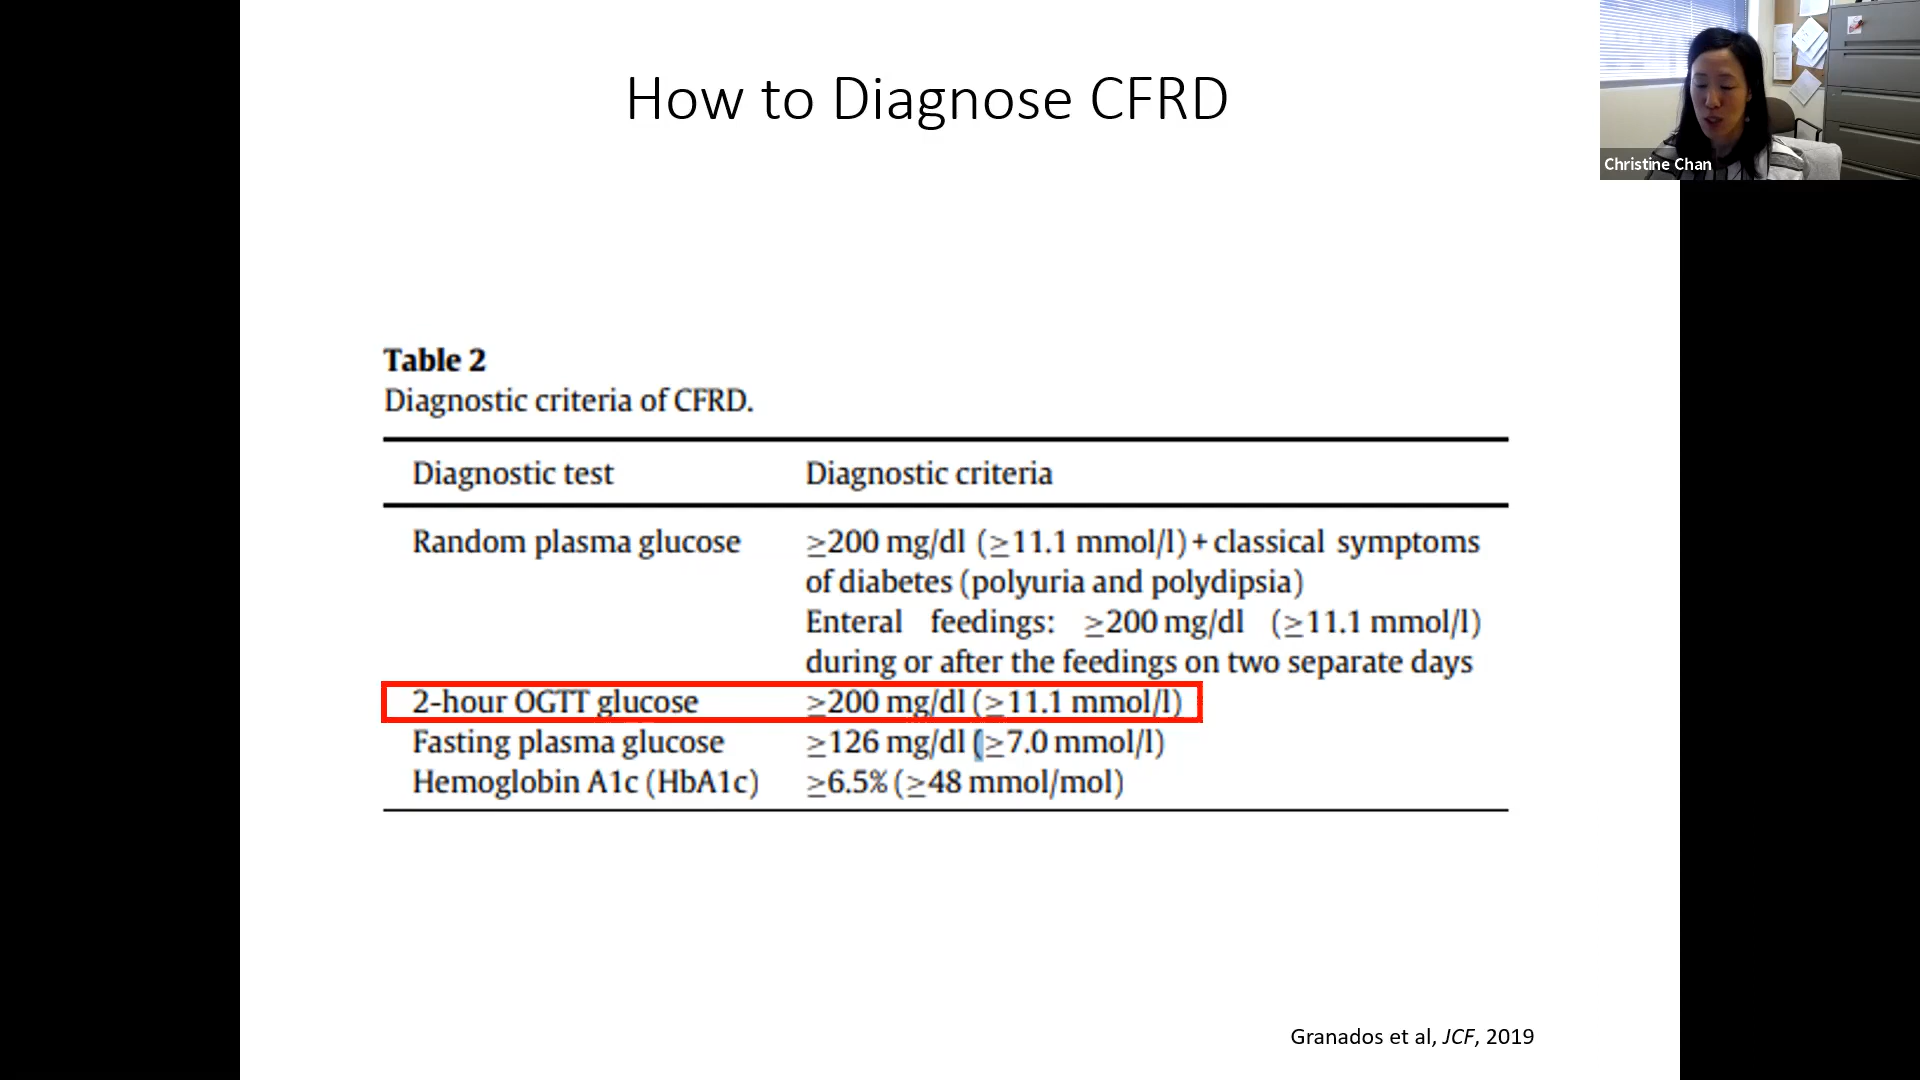 How to Diagnose CFRD
Christine Chan
Table 2
Diagnostic criteria of CFRD.
Diagnostic test Diagnostic criteria
Random plasma glucose ≥200 mg/dl (≥11.1 mmol/l) + classical symptoms
of diabetes (polyuria and polydipsia)
Enteral feedings: ≥200 mg/dl (≥11.1 mmol/l)
during or after the feedings on two separate days
2-hour OGTT glucose ≥200 mg/dl (≥11.1 mmol/l)
Fasting plasma glucose ≥126 mg/dl (≥7.0 mmol/l)
Hemoglobin A1c (HbA1c) ≥6.5% (≥48 mmol/mol)
Granados et al, JCF, 2019